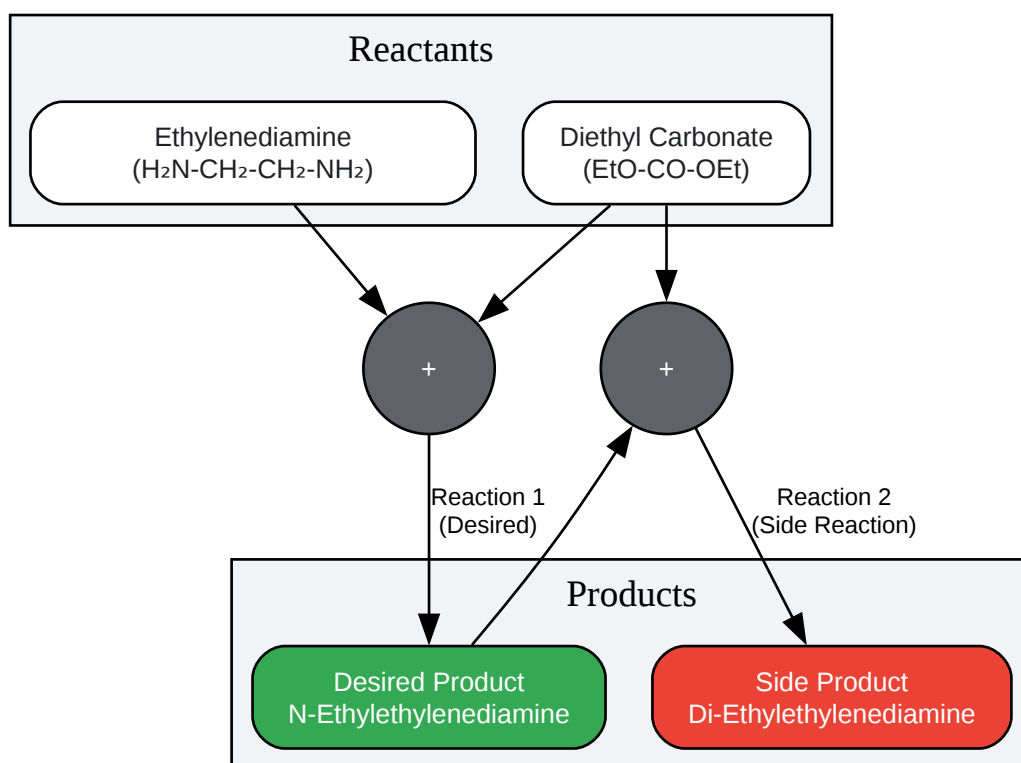 Reactants
Ethylenediamine
(H₂N-CH₂-CH₂-NH₂)
Diethyl Carbonate
(EtO-CO-OEt)
+
+
Reaction 1
(Desired)
Reaction 2
(Side Reaction)
Products
Desired Product
N-Ethylethylenediamine
Side Product
Di-Ethylethylenediamine